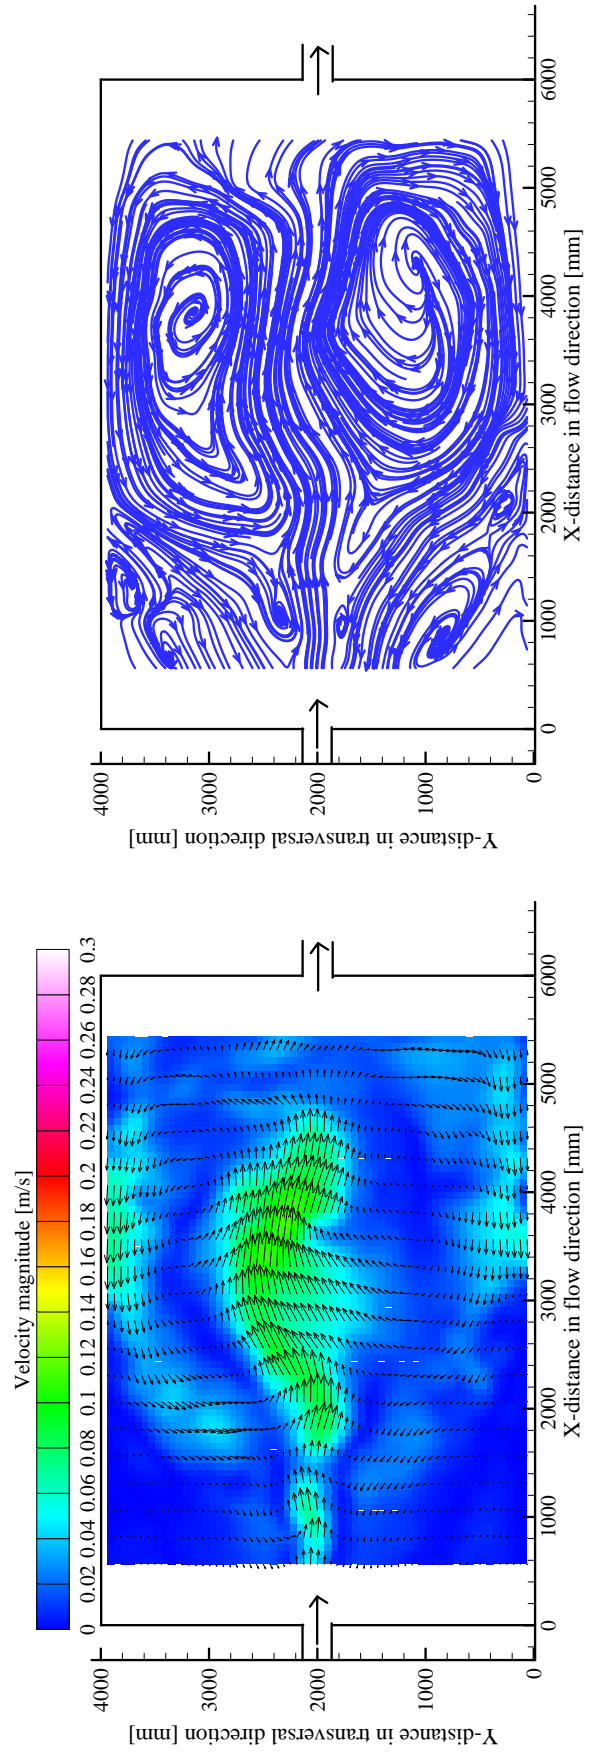 Velocity magnitude [m/s]
0 0.02 0.04 0.06 0.08 0.1 0.12 0.14 0.16 0.18 0.2 0.22 0.24 0.26 0.28 0.3
4000
3000
2000
1000
0
Y-distance in transversal direction [mm]
0 1000 2000 3000 4000 5000 6000
X-distance in flow direction [mm]
4000
3000
2000
1000
0
Y-distance in transversal direction [mm]
0 1000 2000 3000 4000 5000 6000
X-distance in flow direction [mm]